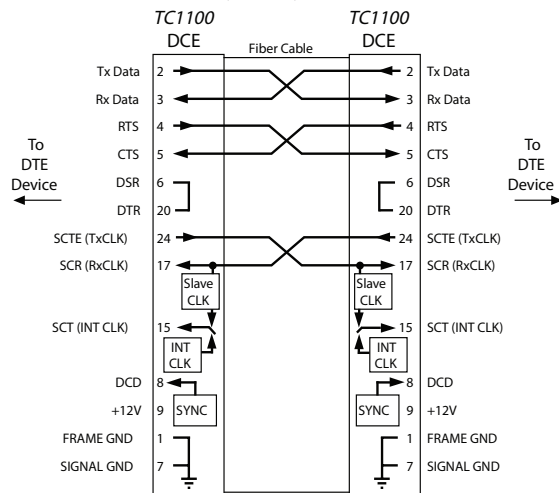 TC1100 TC1100
DCE DCE
Fiber Cable
Tx Data 2 2 Tx Data
Rx Data 3 3 Rx Data
RTS 4 4 RTS
CTS 5 5 CTS
To DTE Device
To DTE Device
DSR 6 6 DSR
DTR 20 20 DTR
SCTE (TxCLK) 24 24 SCTE (TxCLK)
SCR (RxCLK) 17 17 SCR (RxCLK)
Slave CLK Slave CLK
SCT (INT CLK) 15 15 SCT (INT CLK)
INT CLK INT CLK
DCD 8 8 DCD
+12V 9 SYNC SYNC 9 +12V
FRAME GND 1 1 FRAME GND
SIGNAL GND 7 7 SIGNAL GND